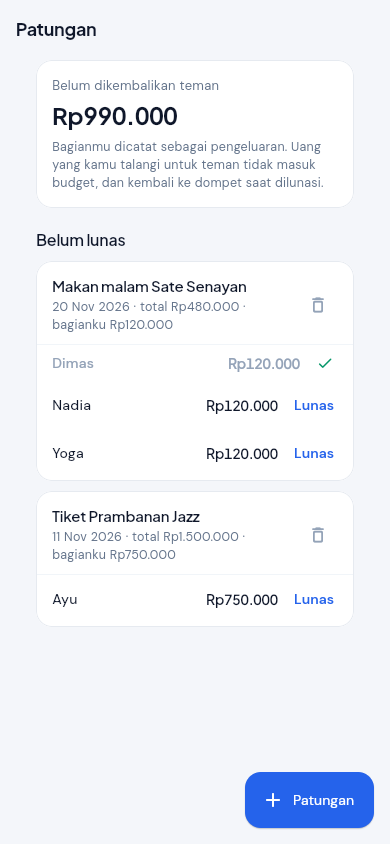 Patungan
Belum dikembalikan teman
Rp990.000
Bagianmu dicatat sebagai pengeluaran. Uang
yang kamu talangi untuk teman tidak masuk
budget, dan kembali ke dompet saat dilunasi.
Belum lunas
Makan malam Sate Senayan
20 Nov 2026 · total Rp480.000 ·
bagianku Rp120.000
Dimas Rp120.000
Nadia Rp120.000 Lunas
Yoga Rp120.000 Lunas
Tiket Prambanan Jazz
11 Nov 2026 · total Rp1.500.000 ·
bagianku Rp750.000
Ayu Rp750.000 Lunas
Patungan